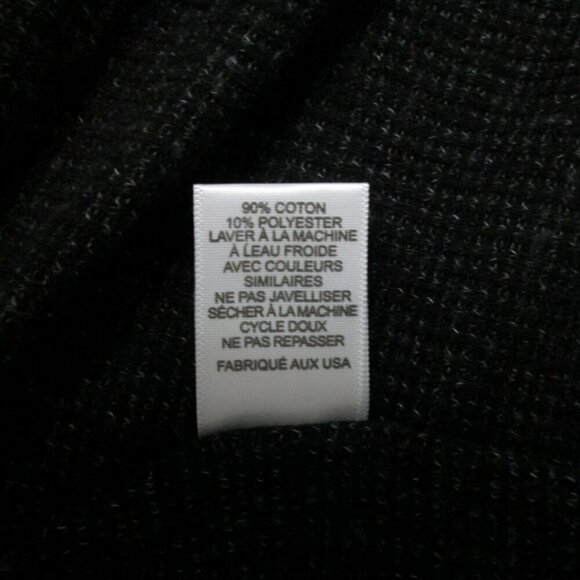 90% COTON
10% POLYESTER
LAVER À LA MACHINE
À L'EAU FROIDE
AVEC COULEURS
SIMILAIRES
NE PAS JAVELLISER
SÉCHER À LA MACHINE
CYCLE DOUX
NE PAS REPASSER
FABRIQUÉ AUX USA